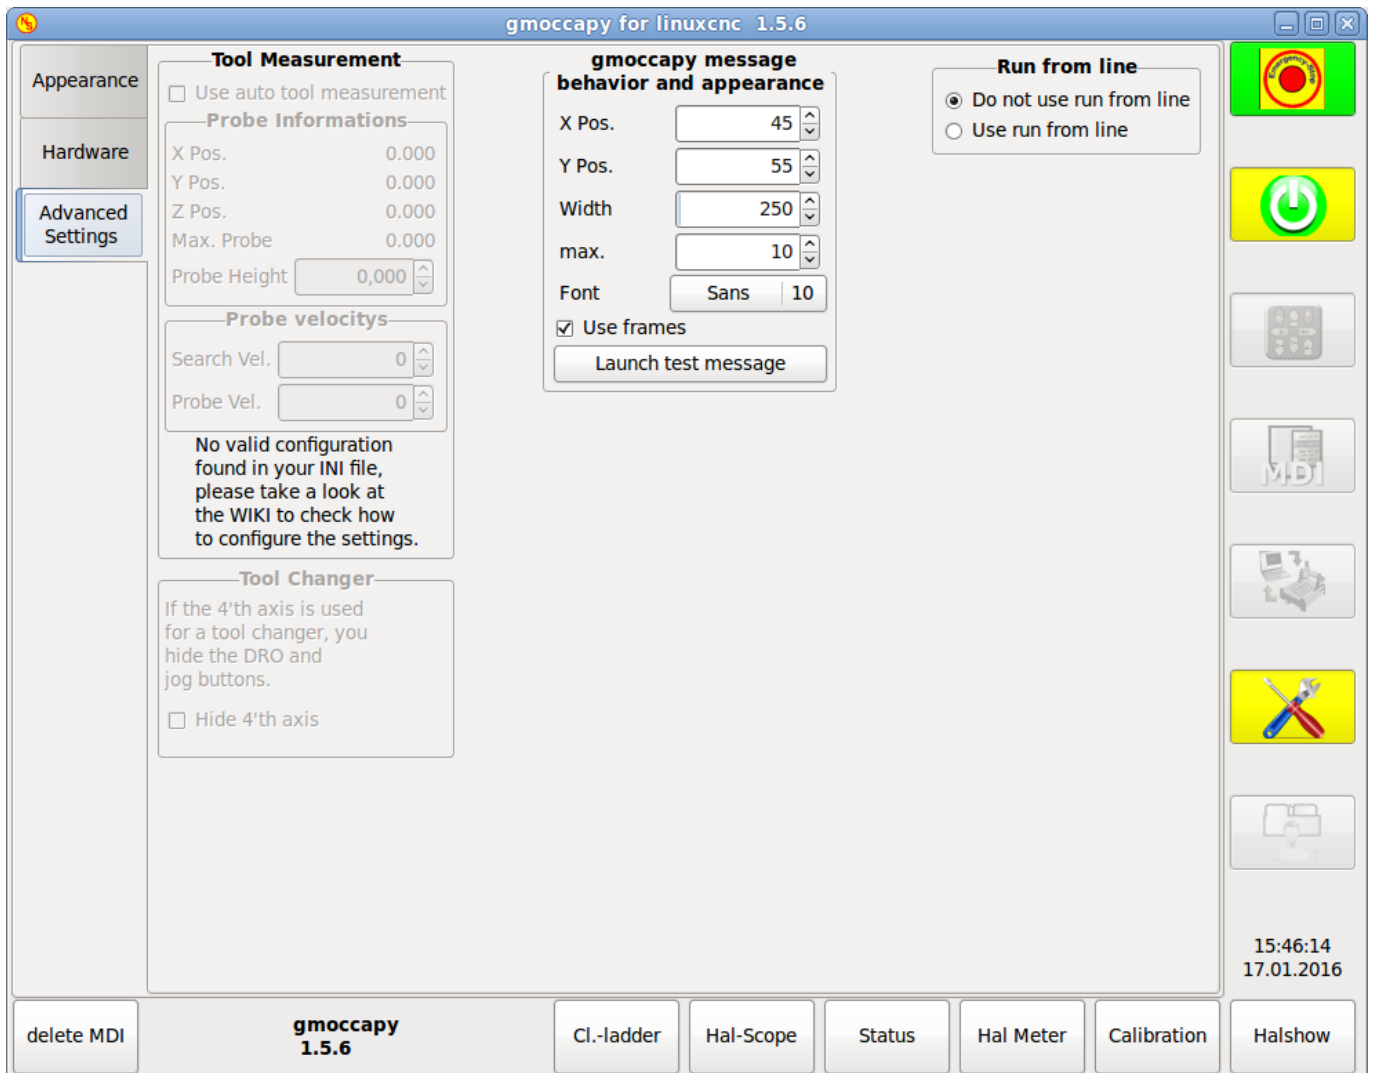 gmoccapy for linuxcnc 1.5.6
Appearance
Hardware
Advanced
Settings
Tool Measurement
Use auto tool measurement
Probe Informations
X Pos. 0.000
Y Pos. 0.000
Z Pos. 0.000
Max. Probe 0.000
Probe Height 0,000
Probe velocitys
Search Vel. 0
Probe Vel. 0
No valid configuration
found in your INI file,
please take a look at
the WIKI to check how
to configure the settings.
Tool Changer
If the 4'th axis is used
for a tool changer, you
hide the DRO and
jog buttons.
Hide 4'th axis
gmoccapy message
behavior and appearance
X Pos. 45
Y Pos. 55
Width 250
max. 10
Font Sans 10
Use frames
Launch test message
Run from line
Do not use run from line
Use run from line
Emergency-Stop
MDI
15:46:14
17.01.2016
delete MDI
gmoccapy
1.5.6
Cl.-ladder
Hal-Scope
Status
Hal Meter
Calibration
Halshow